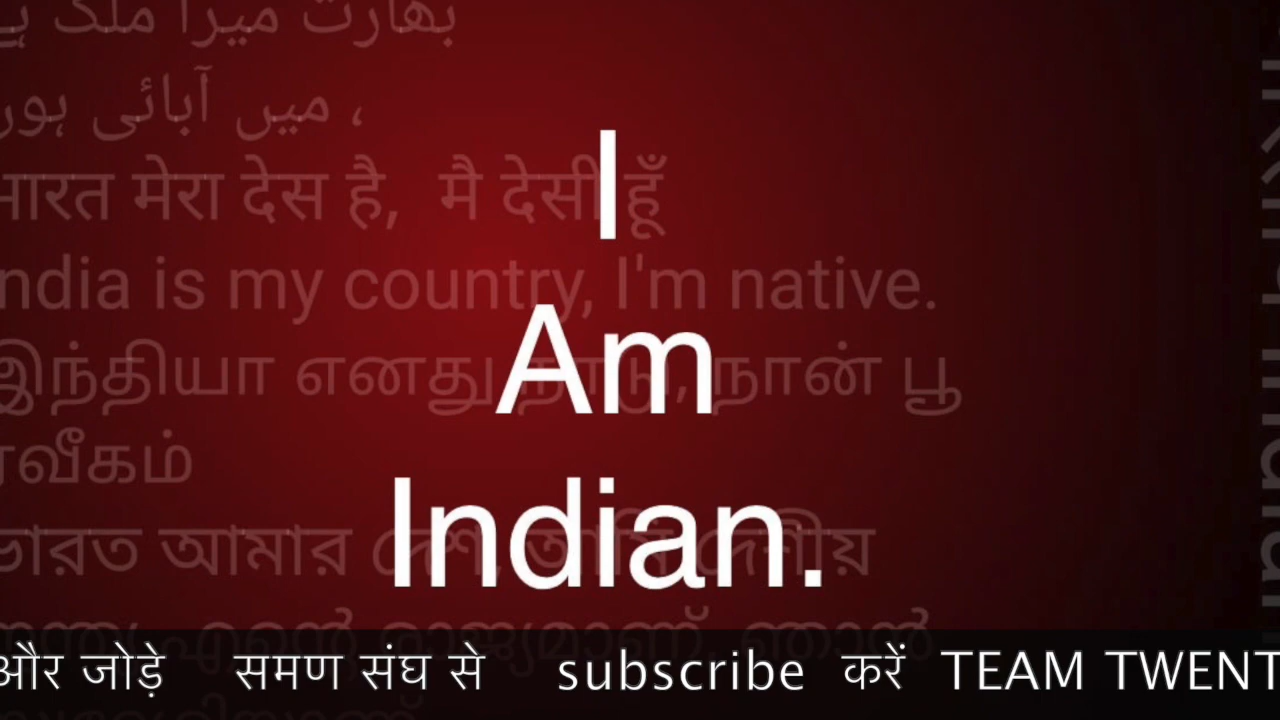 بھارت میرا ملک ہے
، میں آبائی ہوں
भारत मेरा देस है, मै देसी हूँ
India is my country, I'm native.
இந்தியா எனது நாடு, நான் பூ
ர்வீகம்
ভারত আমার দেশ, আমি দেশীয়
I
Am
Indian.
और जोड़े समण संघ से subscribe करें TEAM TWENT